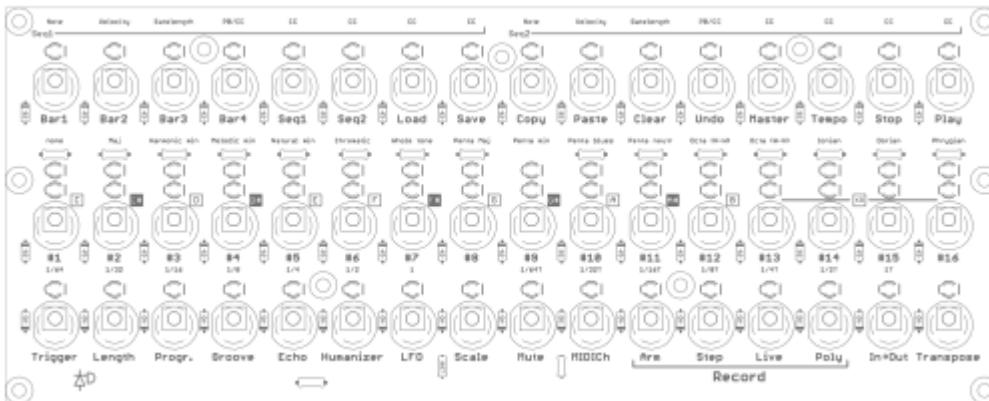 None Velocity Gatelength PB/CC CC CC CC CC None Velocity Gatelength PB/CC CC CC CC CC
Seq1 Seq2
Bar1 Bar2 Bar3 Bar4 Seq1 Seq2 Load Save Copy Paste Clear Undo Master Tempo Stop Play
none Maj Harmonic min Melodic min Natural min Chromatic Whole tone Penta Maj Penta min Penta blues Penta neutr Octa Ionian Dorian Phrygian
C C# D D# E F F# G G# A A# B
#1 #2 #3 #4 #5 #6 #7 #8 #9 #10 #11 #12 #13 #14 #15 #16
1/64 1/32 1/16 1/8 1/4 1/2 1 1/64T 1/32T 1/16T 1/8T 1/4T 1/2T 1T
Trigger Length Progr. Groove Echo Humanizer LFO Scale Mute MIDICh Arm Step Live Poly In+Out Transpose
D Record